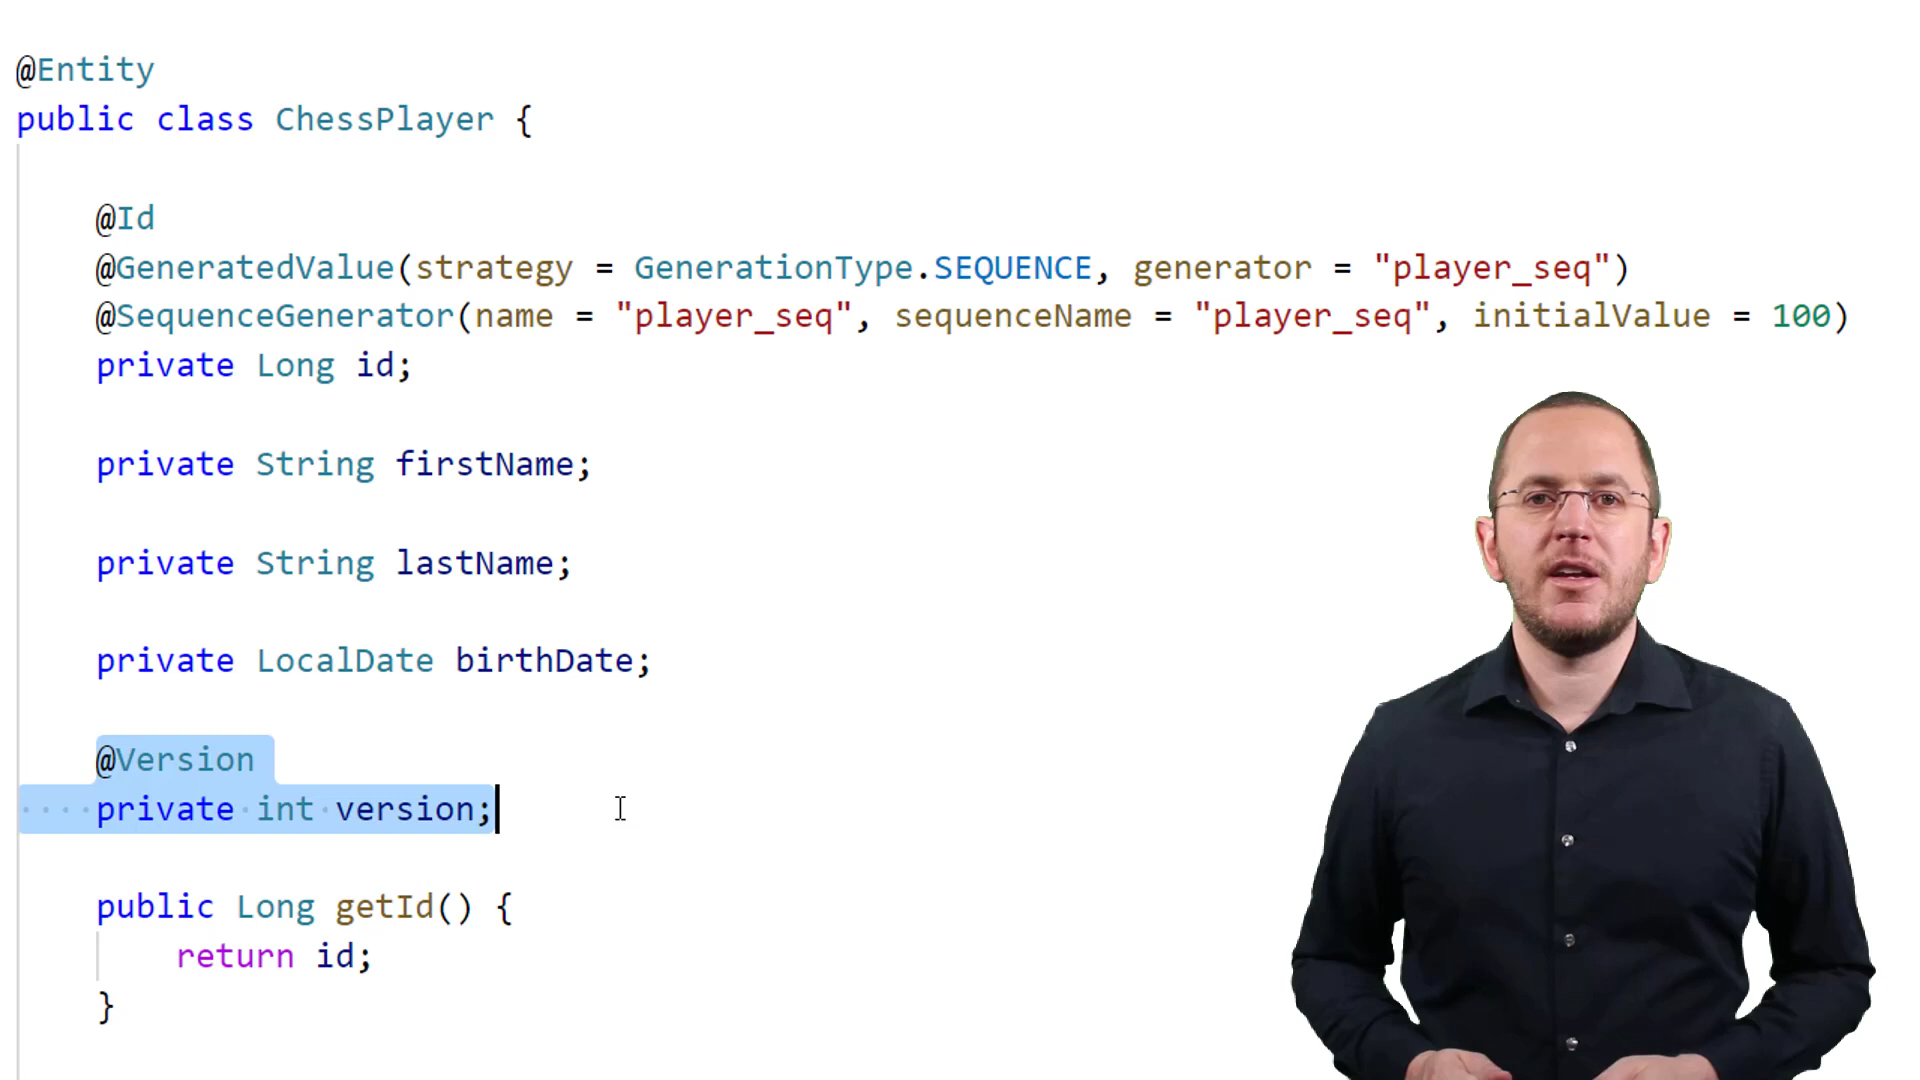 @Entity
public class ChessPlayer {
@Id
@GeneratedValue(strategy = GenerationType.SEQUENCE, generator = "player_seq")
@SequenceGenerator(name = "player_seq", sequenceName = "player_seq", initialValue = 100)
private Long id;
private String firstName;
private String lastName;
private LocalDate birthDate;
@Version
private int version;
public Long getId() {
return id;
}